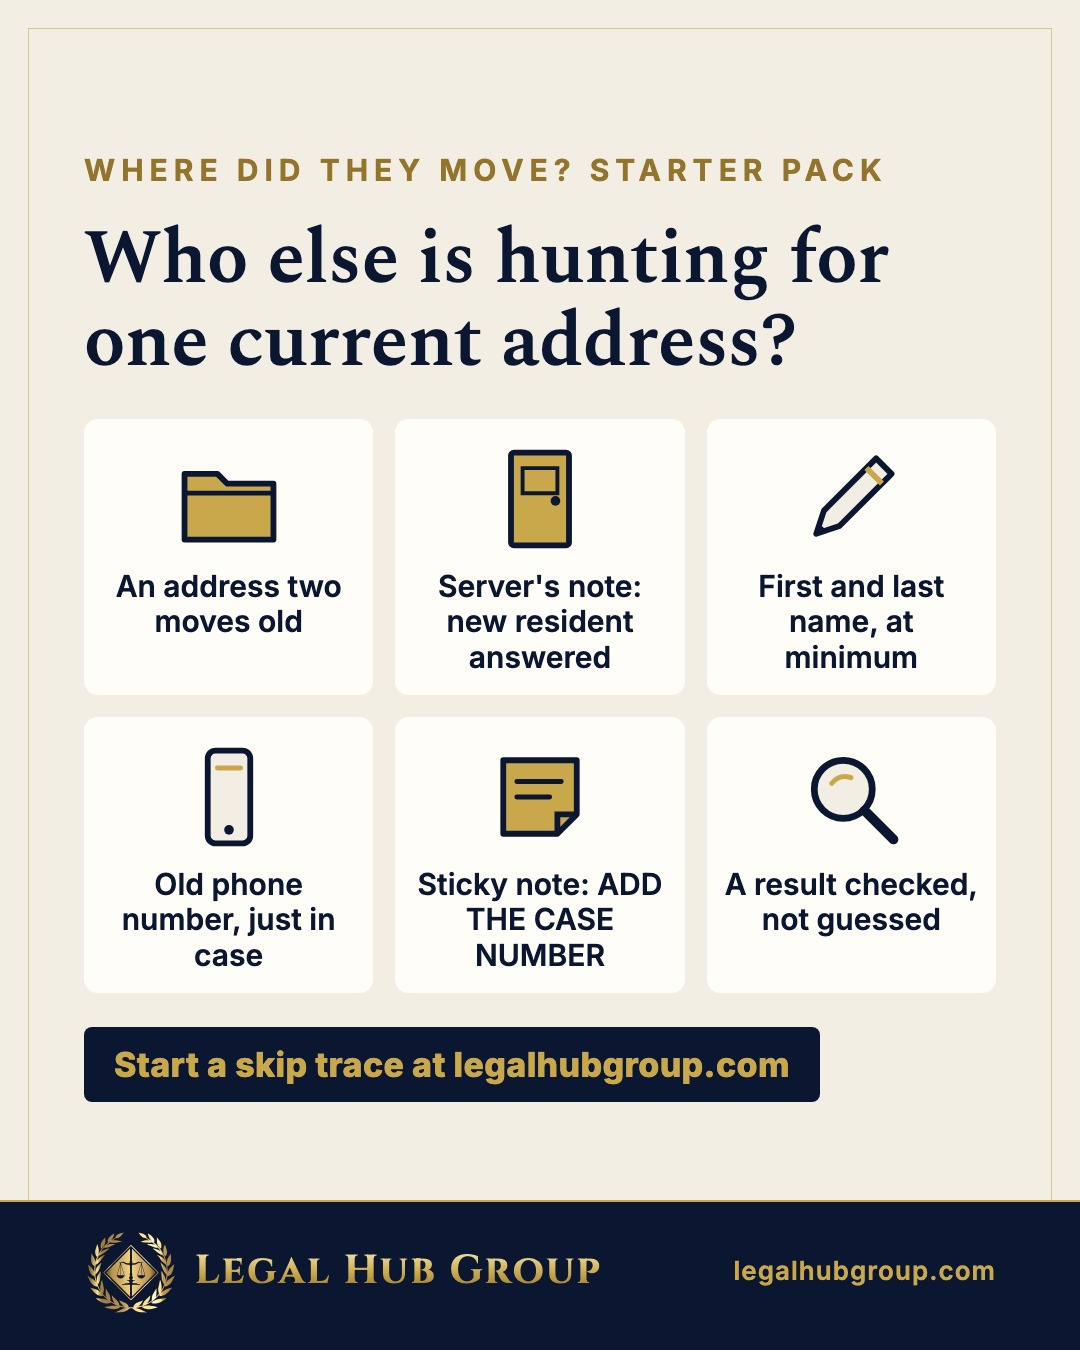 WHERE DID THEY MOVE? STARTER PACK
Who else is hunting for
one current address?
An address two
moves old
Server's note:
new resident
answered
First and last
name, at
minimum
Old phone
number, just in
case
Sticky note: ADD
THE CASE
NUMBER
A result checked,
not guessed
Start a skip trace at legalhubgroup.com
LEGAL HUB GROUP
legalhubgroup.com